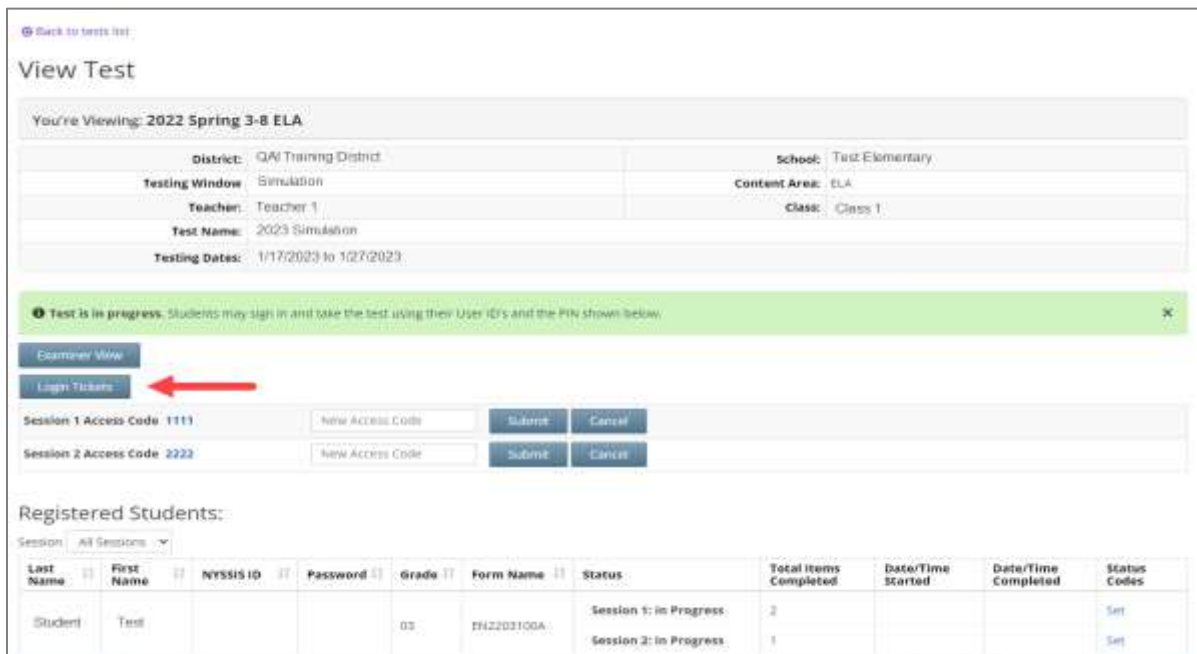 Back to tests list
View Test
You're Viewing: 2022 Spring 3-8 ELA
District: QAI Training District School: Test Elementary
Testing Window Simulation Content Area: ELA
Teacher: Teacher 1 Class: Class 1
Test Name: 2023 Simulation
Testing Dates: 1/17/2023 to 1/27/2023
Test is in progress. Students may sign in and take the test using their User ID's and the PIN shown below. ×
Examiner View
Login Tickets
Session 1 Access Code 1111 New Access Code Submit Cancel
Session 2 Access Code 2222 New Access Code Submit Cancel
Registered Students:
Session All Sessions
Last Name First Name NYSSIS ID Password Grade Form Name Status Total Items Completed Date/Time Started Date/Time Completed Status Codes
Student Test 03 EN2203100A Session 1: In Progress 2 Set
Session 2: In Progress 1 Set